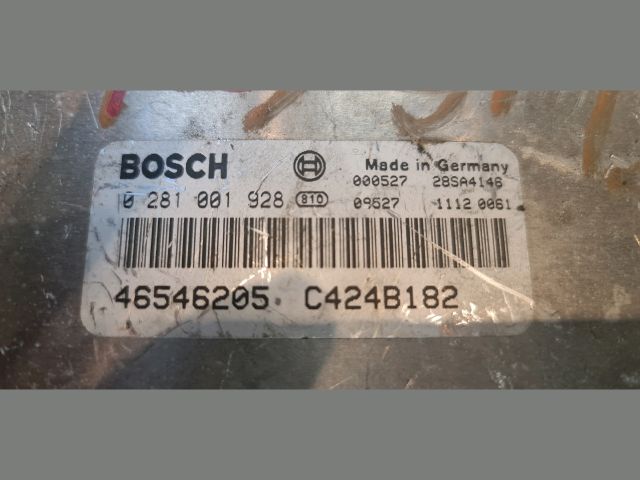 BOSCH Made in Germany
000527 28SA4146
0 281 001 928 810 09527 1112 0061
46546205 C424B182